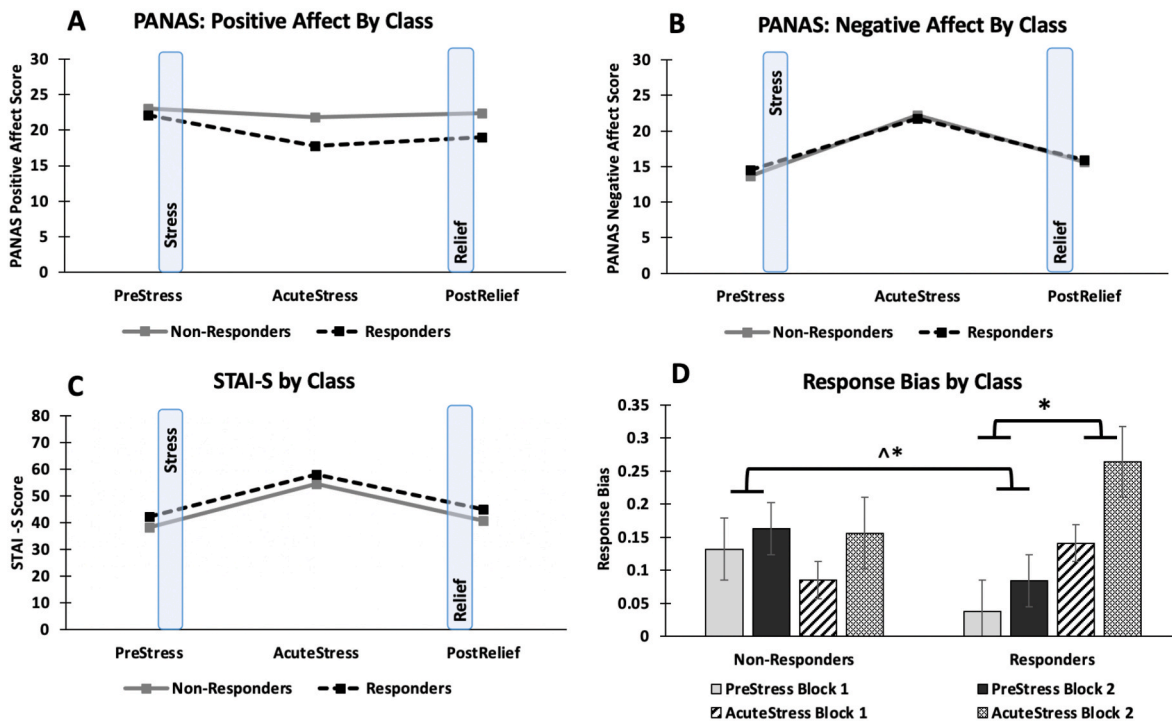 A
PANAS: Positive Affect By Class
PANAS Positive Affect Score
30
25
20
15
10
5
0
Stress
Relief
PreStress
AcuteStress
PostRelief
Non-Responders
Responders
B
PANAS: Negative Affect By Class
PANAS Negative Affect Score
30
25
20
15
10
5
0
Stress
Relief
PreStress
AcuteStress
PostRelief
Non-Responders
Responders
C
STAI-S by Class
STAI -S Score
80
70
60
50
40
30
20
10
0
Stress
Relief
PreStress
AcuteStress
PostRelief
Non-Responders
Responders
D
Response Bias by Class
Response Bias
0.35
0.3
0.25
0.2
0.15
0.1
0.05
0
^*
*
Non-Responders
Responders
PreStress Block 1
PreStress Block 2
AcuteStress Block 1
AcuteStress Block 2